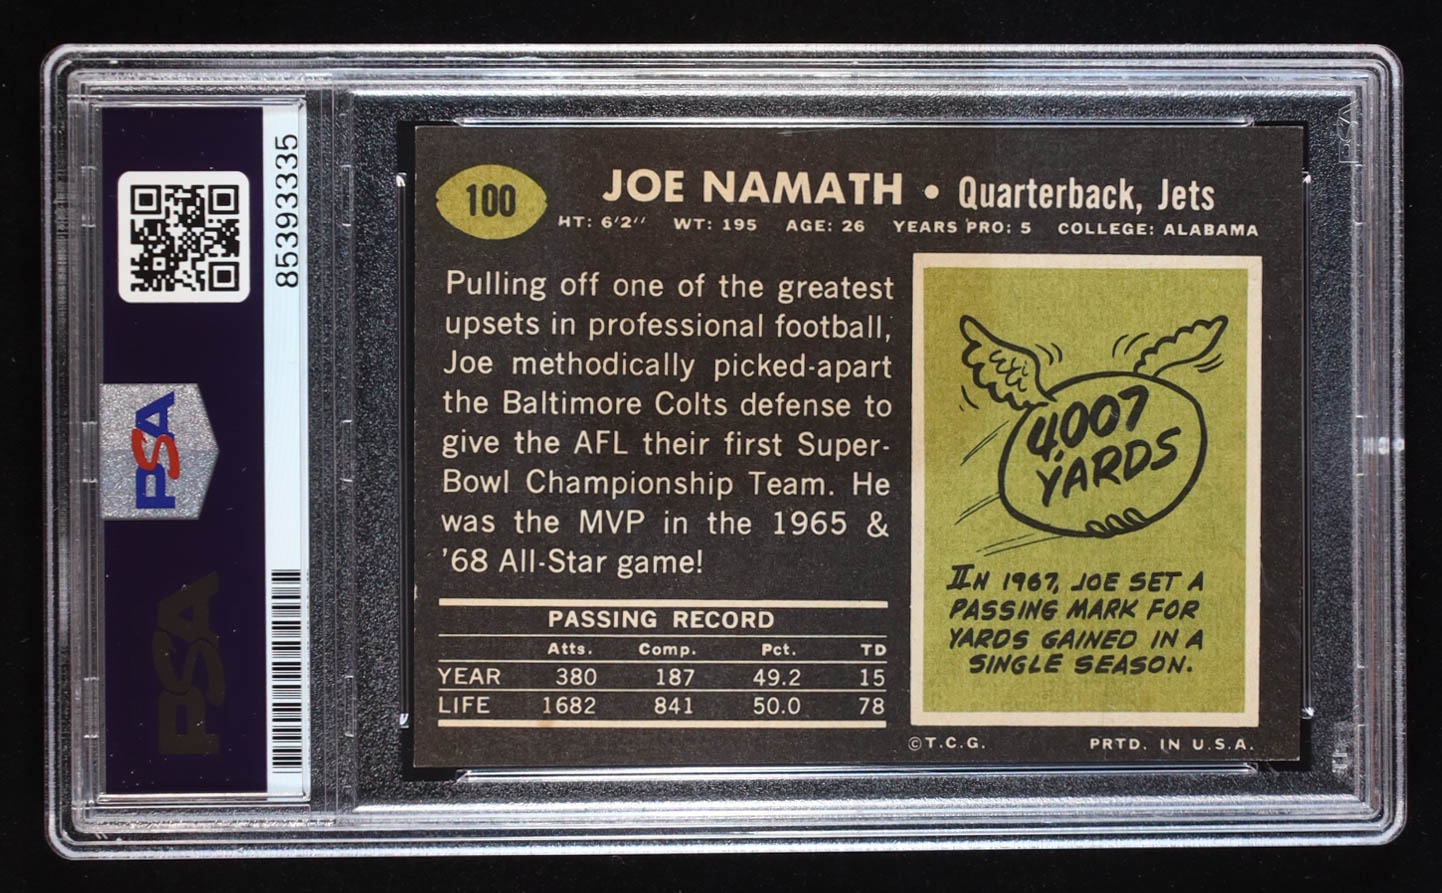 85393335
PSA
PSA
100
JOE NAMATH • Quarterback, Jets
HT: 6'2'' WT: 195 AGE: 26 YEARS PRO: 5 COLLEGE: ALABAMA
Pulling off one of the greatest
upsets in professional football,
Joe methodically picked-apart
the Baltimore Colts defense to
give the AFL their first Super-
Bowl Championship Team. He
was the MVP in the 1965 &
'68 All-Star game!
PASSING RECORD
Atts. Comp. Pct. TD
YEAR 380 187 49.2 15
LIFE 1682 841 50.0 78
4,007
YARDS
IN 1967, JOE SET A
PASSING MARK FOR
YARDS GAINED IN A
SINGLE SEASON.
©T.C.G. PRTD. IN U.S.A.